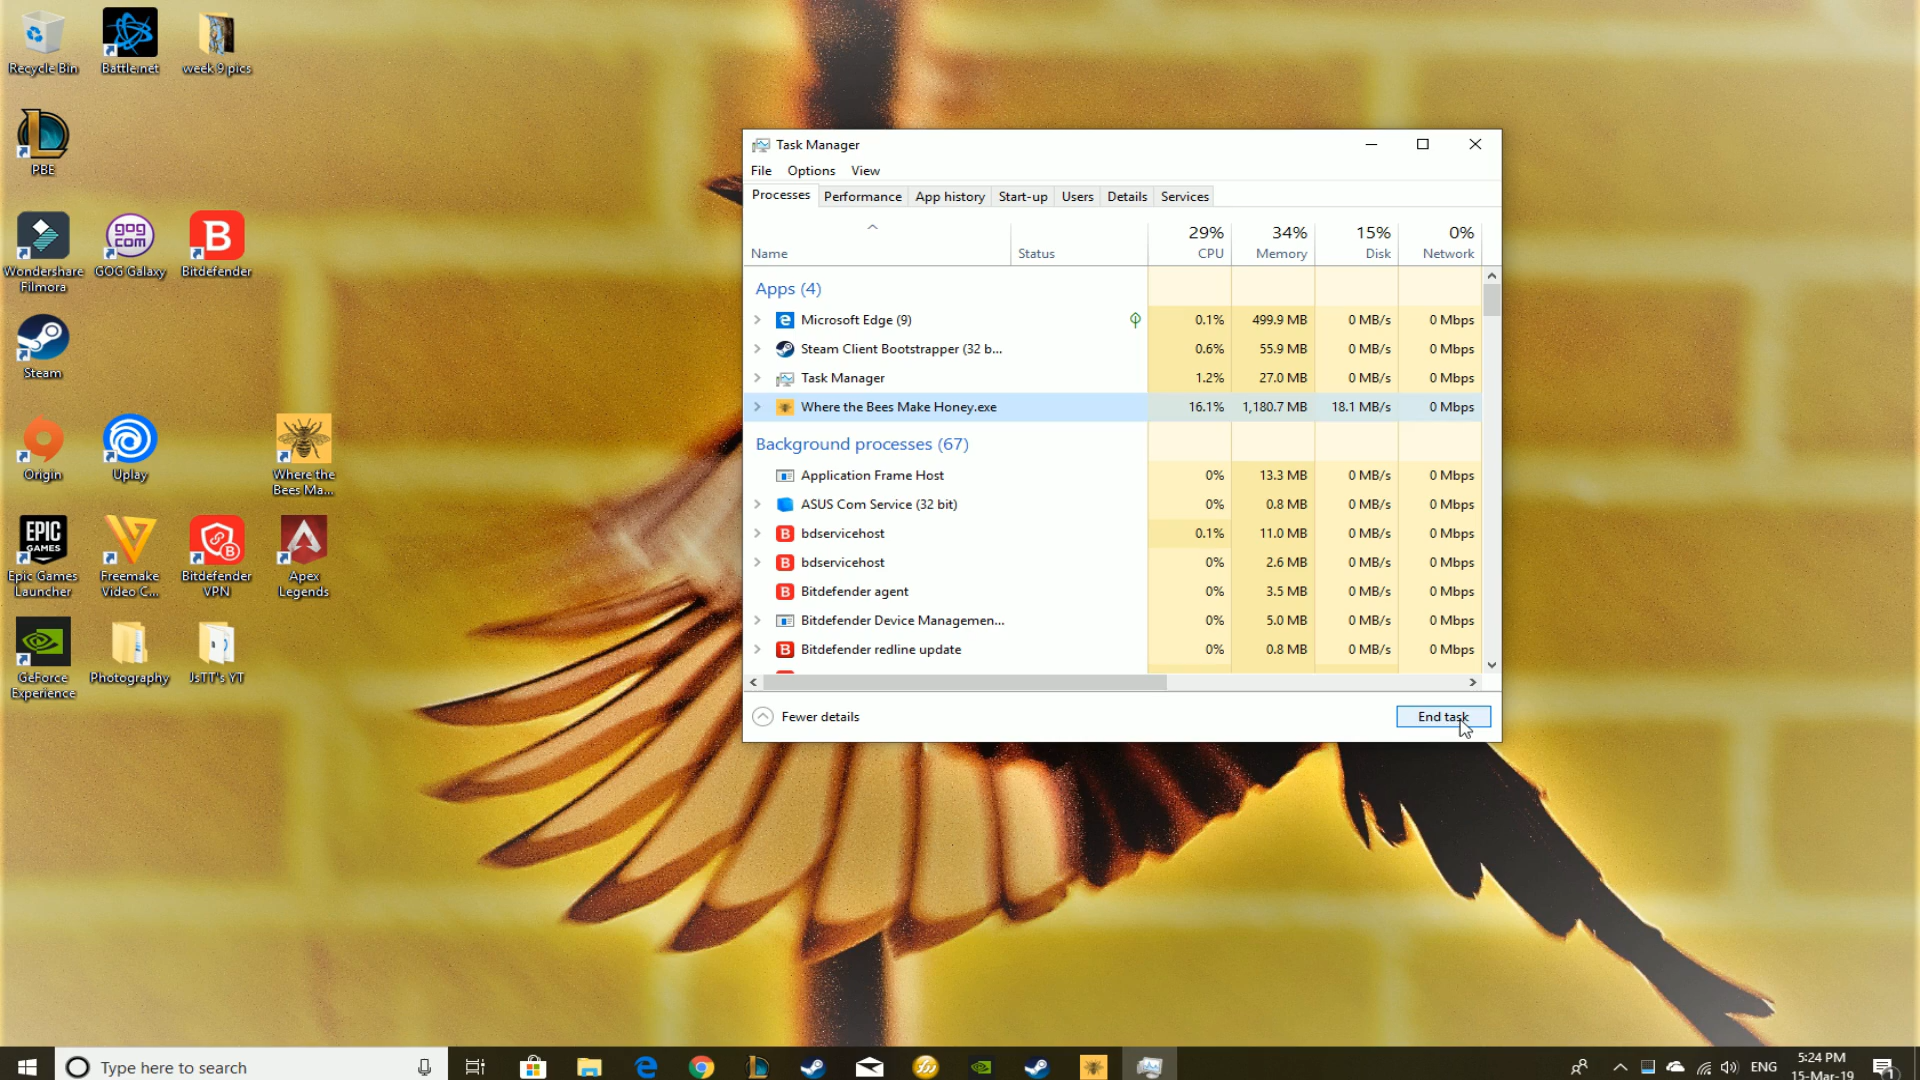 Recycle Bin
Battle.net
week 9 pics
PBE
Wondershare
Filmora
gog
com
GOG Galaxy
B
Bitdefender
Steam
Origin
Uplay
Where the
Bees Ma...
EPIC
GAMES
Epic Games
Launcher
Freemake
Video C...
B
Bitdefender
VPN
Apex
Legends
GeForce
Experience
Photography
JsTT's YT
Task Manager
File Options View
Processes Performance App history Start-up Users Details Services
29% 34% 15% 0%
Name Status CPU Memory Disk Network
Apps (4)
Microsoft Edge (9) 0.1% 499.9 MB 0 MB/s 0 Mbps
Steam Client Bootstrapper (32 b... 0.6% 55.9 MB 0 MB/s 0 Mbps
Task Manager 1.2% 27.0 MB 0 MB/s 0 Mbps
Where the Bees Make Honey.exe 16.1% 1,180.7 MB 18.1 MB/s 0 Mbps
Background processes (67)
Application Frame Host 0% 13.3 MB 0 MB/s 0 Mbps
ASUS Com Service (32 bit) 0% 0.8 MB 0 MB/s 0 Mbps
B bdservicehost 0.1% 11.0 MB 0 MB/s 0 Mbps
B bdservicehost 0% 2.6 MB 0 MB/s 0 Mbps
B Bitdefender agent 0% 3.5 MB 0 MB/s 0 Mbps
Bitdefender Device Managemen... 0% 5.0 MB 0 MB/s 0 Mbps
B Bitdefender redline update 0% 0.8 MB 0 MB/s 0 Mbps
Fewer details End task
Type here to search
ENG
5:24 PM
15-Mar-19
1